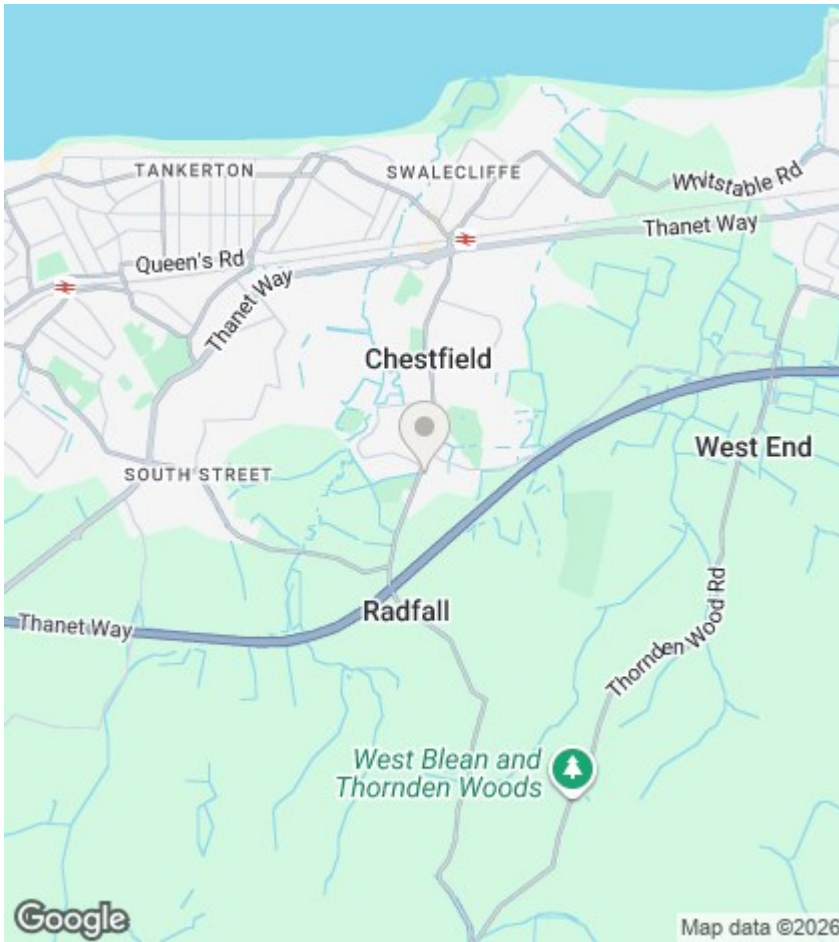 TANKERTON
SWALECLIFFE
Whitstable Rd
Thanet Way
Queen's Rd
Thanet Way
Chestfield
West End
SOUTH STREET
Radfall
Thanet Way
Thornden Wood Rd
West Blean and
Thornden Woods
Google
Map data ©2026